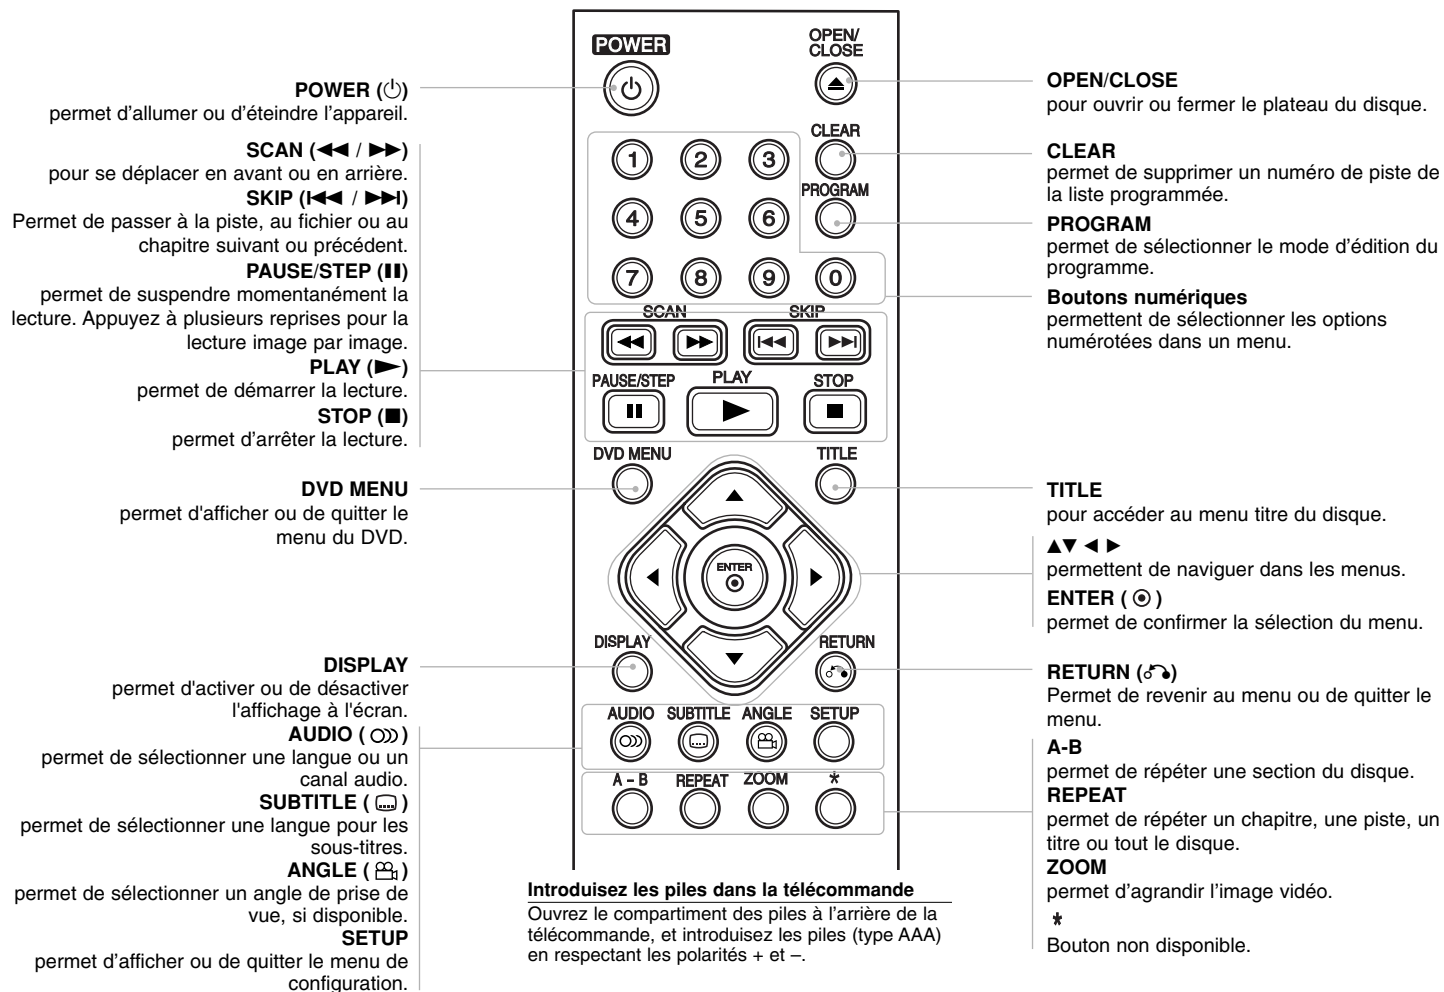 POWER (⏻)
permet d'allumer ou d'éteindre l'appareil.
SCAN (◀◀ / ▶▶)
pour se déplacer en avant ou en arrière.
SKIP (I◀◀ / ▶▶I)
Permet de passer à la piste, au fichier ou au
chapitre suivant ou précédent.
PAUSE/STEP (II)
permet de suspendre momentanément la
lecture. Appuyez à plusieurs reprises pour la
lecture image par image.
PLAY (▶)
permet de démarrer la lecture.
STOP (■)
permet d'arrêter la lecture.
DVD MENU
permet d'afficher ou de quitter le
menu du DVD.
DISPLAY
permet d'activer ou de désactiver
l'affichage à l'écran.
AUDIO ( )
permet de sélectionner une langue ou un
canal audio.
SUBTITLE ( )
permet de sélectionner une langue pour les
sous-titres.
ANGLE ( )
permet de sélectionner un angle de prise de
vue, si disponible.
SETUP
permet d'afficher ou de quitter le menu de
configuration.
POWER
OPEN/
CLOSE
CLEAR
1 2 3
PROGRAM
4 5 6
7 8 9 0
SCAN SKIP
PAUSE/STEP PLAY STOP
DVD MENU TITLE
ENTER
DISPLAY RETURN
AUDIO SUBTITLE ANGLE SETUP
A – B REPEAT ZOOM *
Introduisez les piles dans la télécommande
Ouvrez le compartiment des piles à l'arrière de la
télécommande, et introduisez les piles (type AAA)
en respectant les polarités + et –.
OPEN/CLOSE
pour ouvrir ou fermer le plateau du disque.
CLEAR
permet de supprimer un numéro de piste de
la liste programmée.
PROGRAM
permet de sélectionner le mode d'édition du
programme.
Boutons numériques
permettent de sélectionner les options
numérotées dans un menu.
TITLE
pour accéder au menu titre du disque.
▲▼ ◀ ▶
permettent de naviguer dans les menus.
ENTER ( ◉ )
permet de confirmer la sélection du menu.
RETURN ( )
Permet de revenir au menu ou de quitter le
menu.
A-B
permet de répéter une section du disque.
REPEAT
permet de répéter un chapitre, une piste, un
titre ou tout le disque.
ZOOM
permet d'agrandir l'image vidéo.
*
Bouton non disponible.